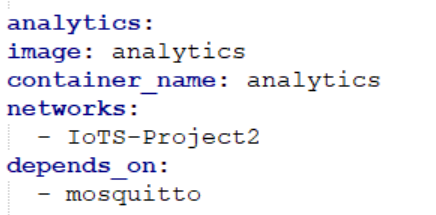 analytics:
image: analytics
container_name: analytics
networks:
  - IoTS-Project2
depends_on:
  - mosquitto